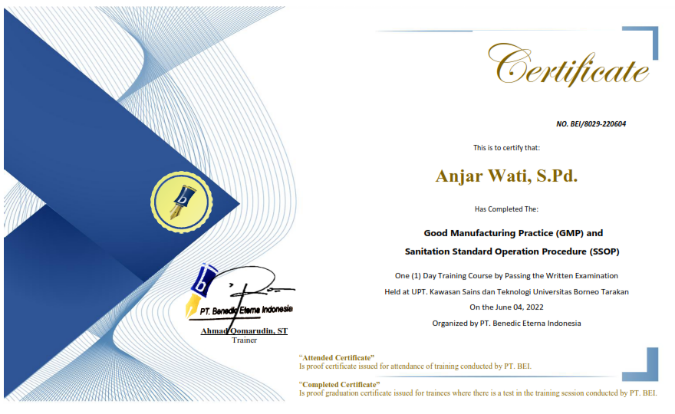 Certificate
NO. BEI/8029-220604
This is to certify that:
Anjar Wati, S.Pd.
Has Completed The:
Good Manufacturing Practice (GMP) and
Sanitation Standard Operation Procedure (SSOP)
One (1) Day Training Course by Passing the Written Examination
Held at UPT. Kawasan Sains dan Teknologi Universitas Borneo Tarakan
On the June 04, 2022
Organized by PT. Benedic Eterna Indonesia
b
b
PT. Benedic Eterna Indonesia
Ahmad Qomarudin, ST
Trainer
"Attended Certificate"
Is proof certificate issued for attendance of training conducted by PT. BEI.
"Completed Certificate"
Is proof graduation certificate issued for trainees where there is a test in the training session conducted by PT. BEI.